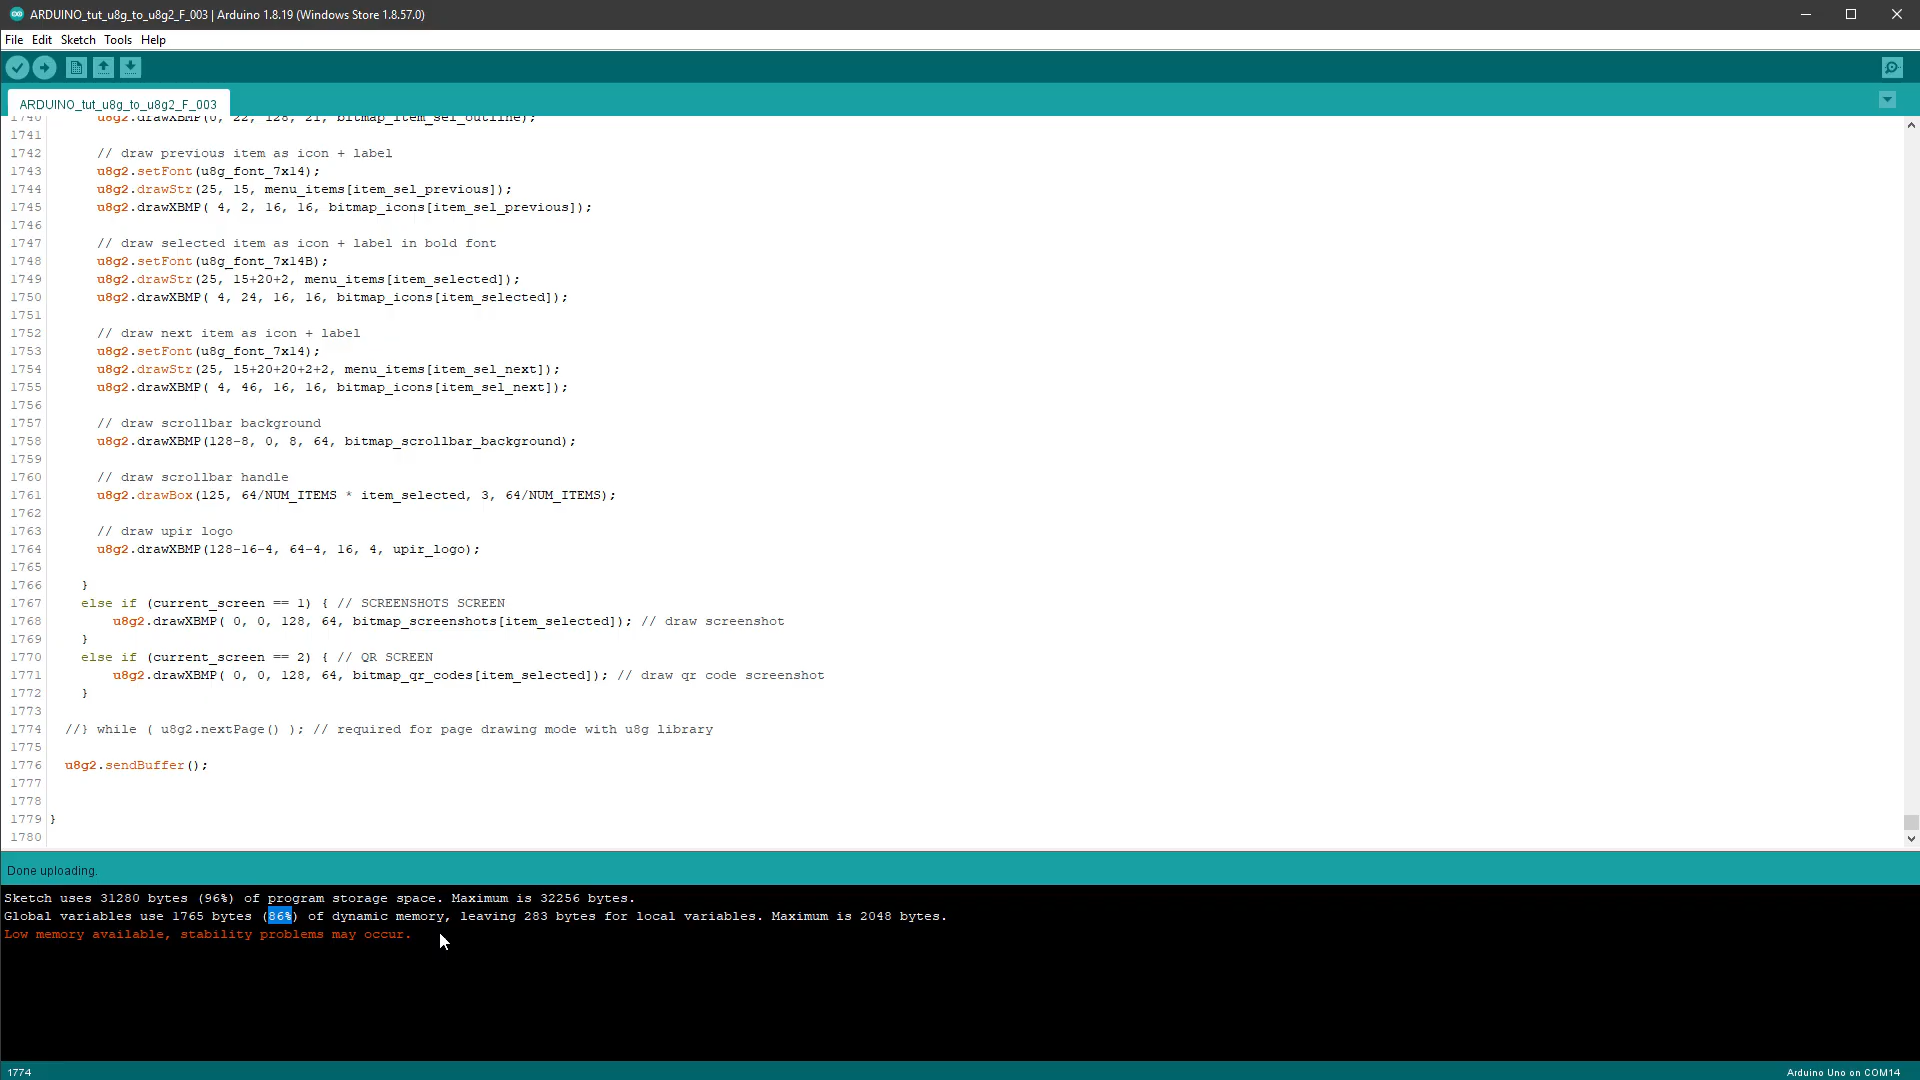 ARDUINO_tut_u8g_to_u8g2_F_003 | Arduino 1.8.19 (Windows Store 1.8.57.0)
File Edit Sketch Tools Help
ARDUINO_tut_u8g_to_u8g2_F_003
1740 u8g2.drawXBMP(0, 22, 128, 21, bitmap_item_sel_outline);
1741
1742 // draw previous item as icon + label
1743 u8g2.setFont(u8g_font_7x14);
1744 u8g2.drawStr(25, 15, menu_items[item_sel_previous]);
1745 u8g2.drawXBMP( 4, 2, 16, 16, bitmap_icons[item_sel_previous]);
1746
1747 // draw selected item as icon + label in bold font
1748 u8g2.setFont(u8g_font_7x14B);
1749 u8g2.drawStr(25, 15+20+2, menu_items[item_selected]);
1750 u8g2.drawXBMP( 4, 24, 16, 16, bitmap_icons[item_selected]);
1751
1752 // draw next item as icon + label
1753 u8g2.setFont(u8g_font_7x14);
1754 u8g2.drawStr(25, 15+20+20+2+2, menu_items[item_sel_next]);
1755 u8g2.drawXBMP( 4, 46, 16, 16, bitmap_icons[item_sel_next]);
1756
1757 // draw scrollbar background
1758 u8g2.drawXBMP(128-8, 0, 8, 64, bitmap_scrollbar_background);
1759
1760 // draw scrollbar handle
1761 u8g2.drawBox(125, 64/NUM_ITEMS * item_selected, 3, 64/NUM_ITEMS);
1762
1763 // draw upir logo
1764 u8g2.drawXBMP(128-16-4, 64-4, 16, 4, upir_logo);
1765
1766 }
1767 else if (current_screen == 1) { // SCREENSHOTS SCREEN
1768 u8g2.drawXBMP( 0, 0, 128, 64, bitmap_screenshots[item_selected]); // draw screenshot
1769 }
1770 else if (current_screen == 2) { // QR SCREEN
1771 u8g2.drawXBMP( 0, 0, 128, 64, bitmap_qr_codes[item_selected]); // draw qr code screenshot
1772 }
1773
1774 //} while ( u8g2.nextPage() ); // required for page drawing mode with u8g library
1775
1776 u8g2.sendBuffer();
1777
1778
1779 }
1780
Done uploading.
Sketch uses 31280 bytes (96%) of program storage space. Maximum is 32256 bytes.
Global variables use 1765 bytes (86%) of dynamic memory, leaving 283 bytes for local variables. Maximum is 2048 bytes.
Low memory available, stability problems may occur.
1774 Arduino Uno on COM14